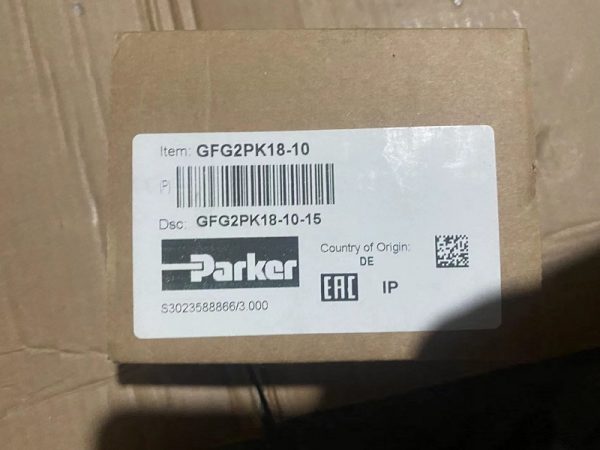 Item: GFG2PK18-10
(P)
Dsc: GFG2PK18-10-15
Parker
Country of Origin:
DE
EAC
IP
S3023588866/3.000